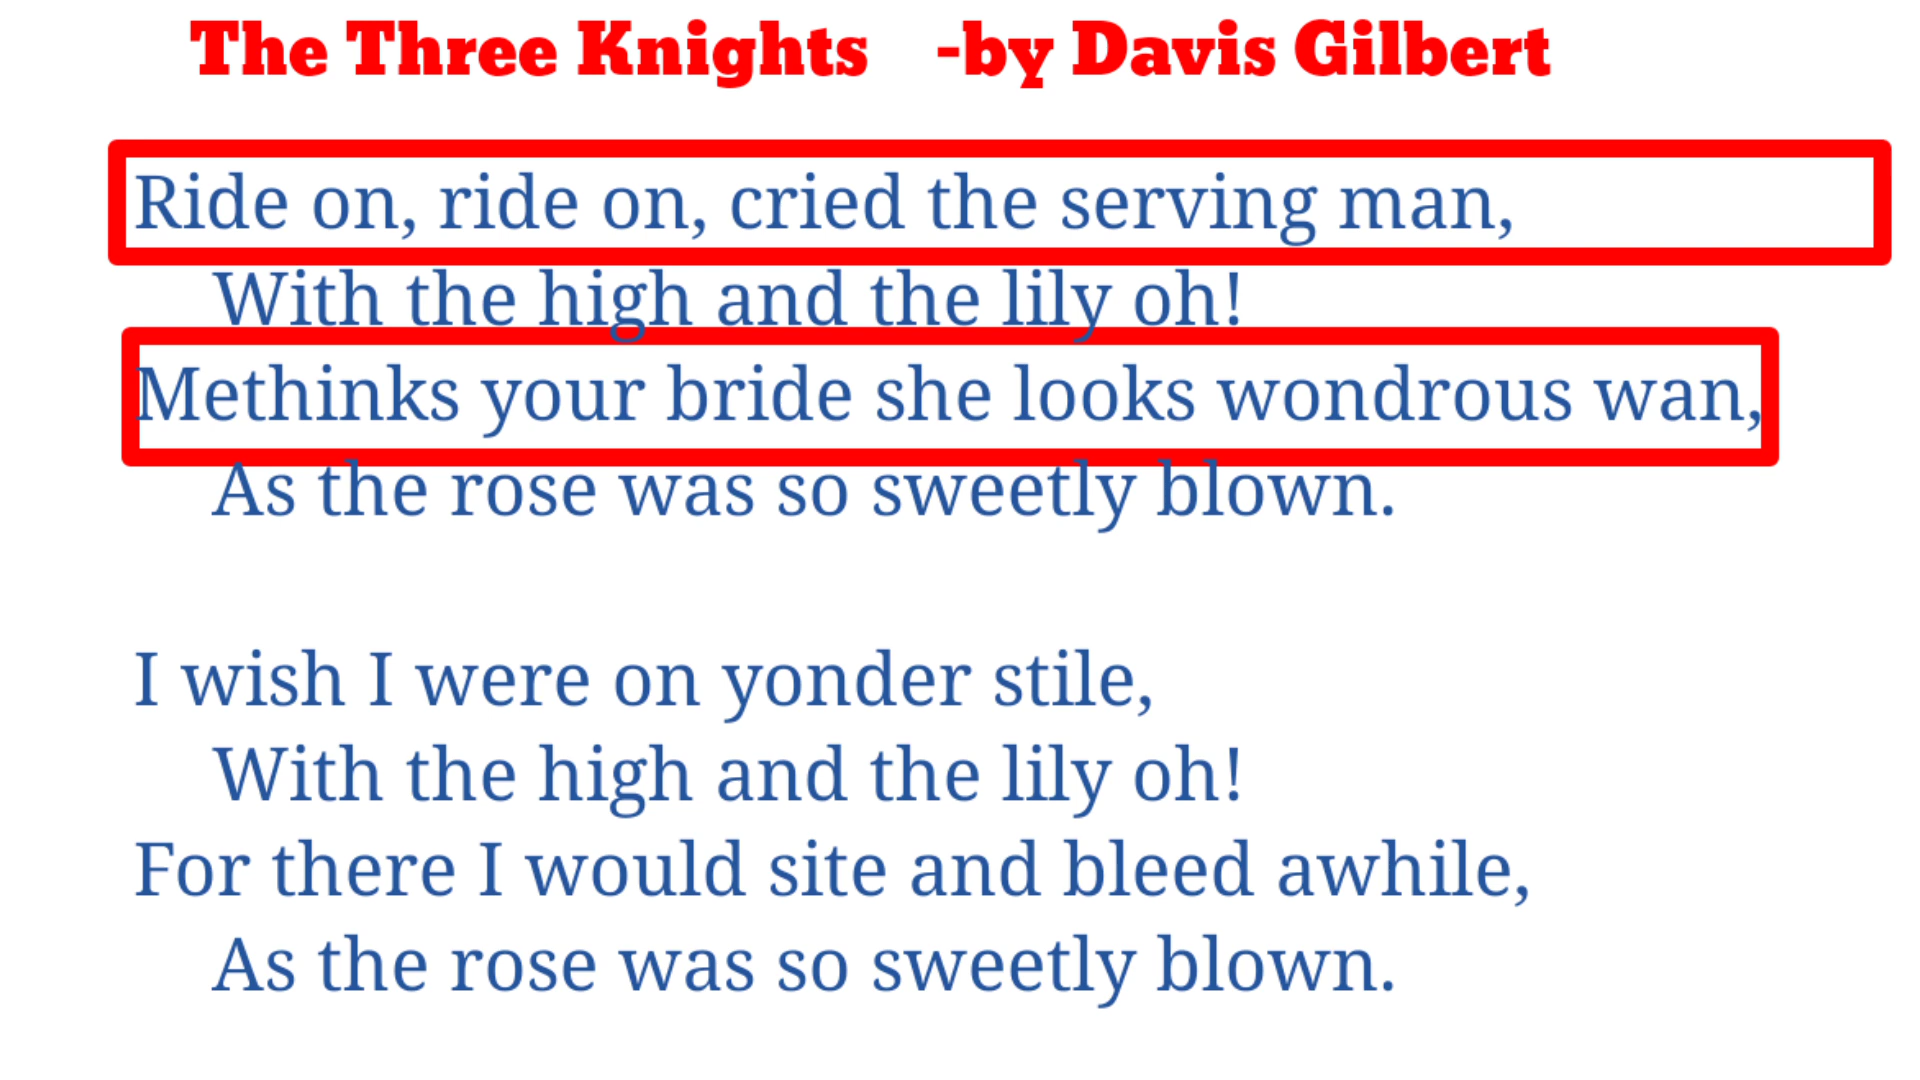 The Three Knights -by Davis Gilbert
Ride on, ride on, cried the serving man,
With the high and the lily oh!
Methinks your bride she looks wondrous wan,
As the rose was so sweetly blown.
I wish I were on yonder stile,
With the high and the lily oh!
For there I would site and bleed awhile,
As the rose was so sweetly blown.